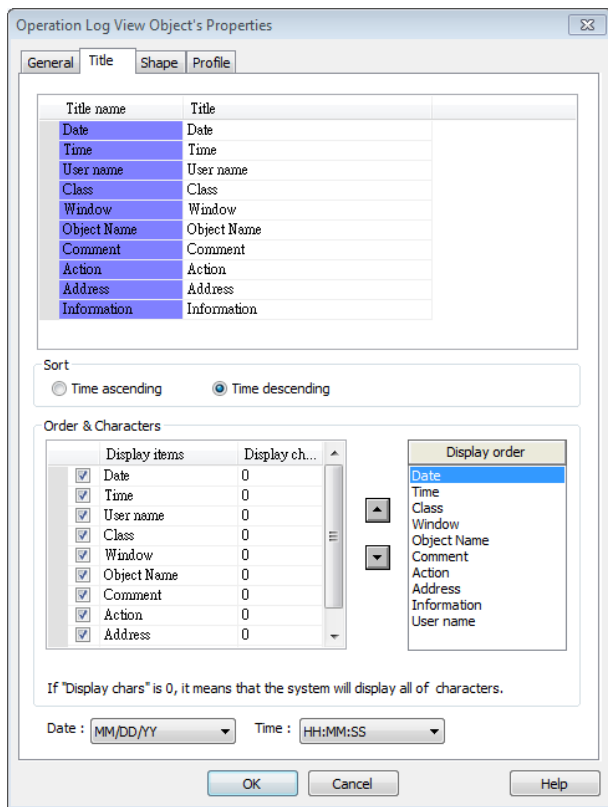 Operation Log View Object's Properties
General Title Shape Profile
Title name Title
Date Date
Time Time
User name User name
Class Class
Window Window
Object Name Object Name
Comment Comment
Action Action
Address Address
Information Information
Sort
Time ascending Time descending
Order & Characters
Display items Display ch...
Date 0
Time 0
User name 0
Class 0
Window 0
Object Name 0
Comment 0
Action 0
Address 0
Display order
Date
Time
Class
Window
Object Name
Comment
Action
Address
Information
User name
If "Display chars" is 0, it means that the system will display all of characters.
Date : MM/DD/YY Time : HH:MM:SS
OK Cancel Help